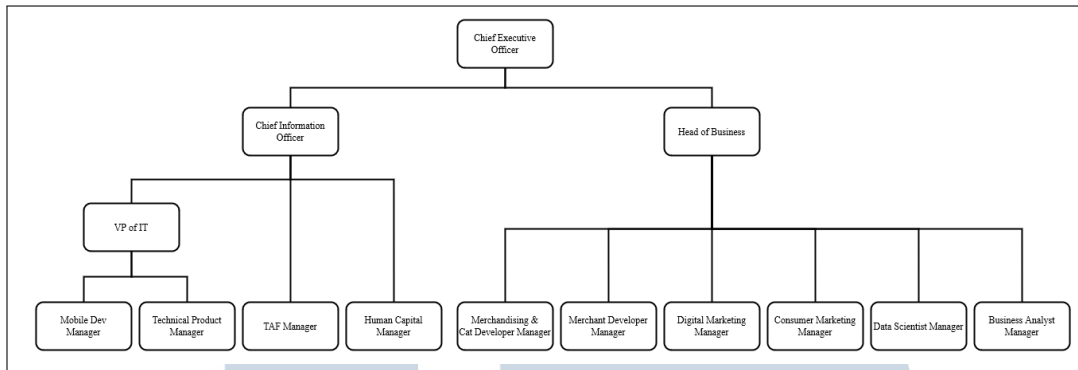 Chief Executive
Officer
Chief Information
Officer
Head of Business
VP of IT
Mobile Dev
Manager
Technical Product
Manager
TAF Manager
Human Capital
Manager
Merchandising &
Cat Developer Manager
Merchant Developer
Manager
Digital Marketing
Manager
Consumer Marketing
Manager
Data Scientist Manager
Business Analyst
Manager